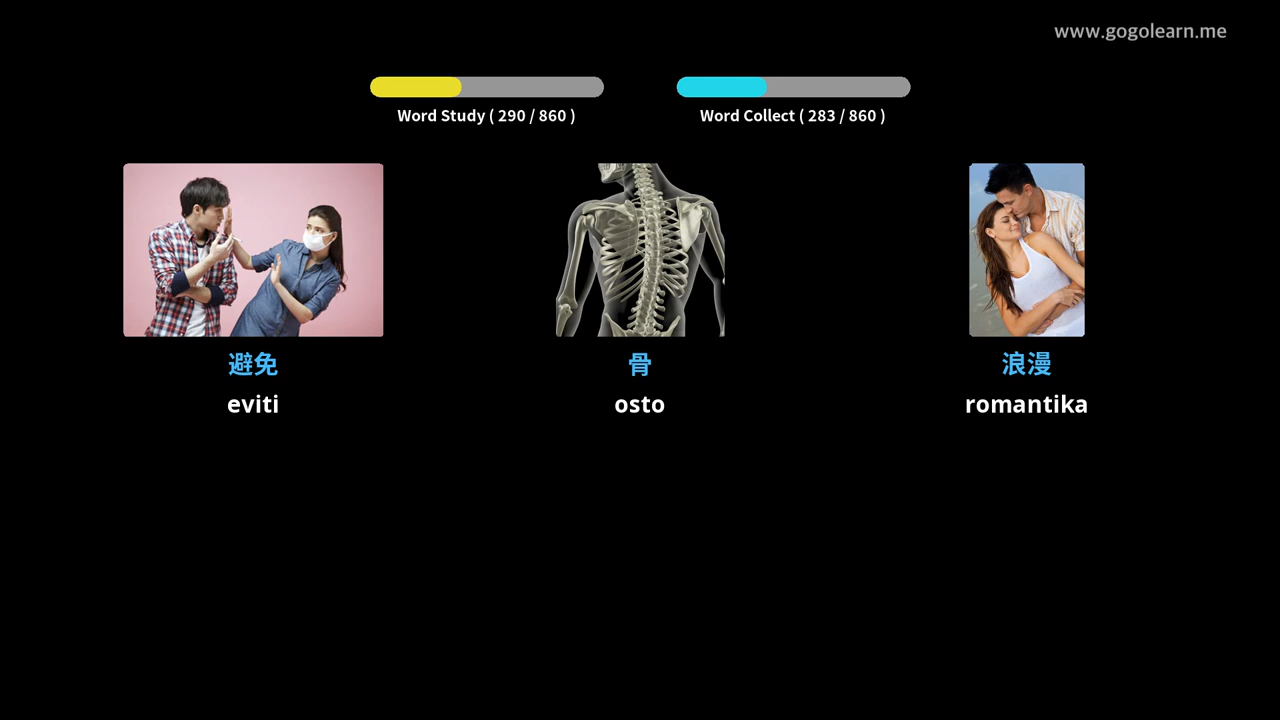 www.gogolearn.me
Word Study ( 290 / 860 )
Word Collect ( 283 / 860 )
避免
骨
浪漫
eviti
osto
romantika